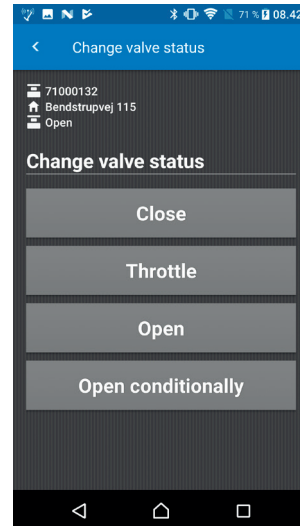 71 % 08.42
Change valve status
71000132
Bendstrupvej 115
Open
Change valve status
Close
Throttle
Open
Open conditionally